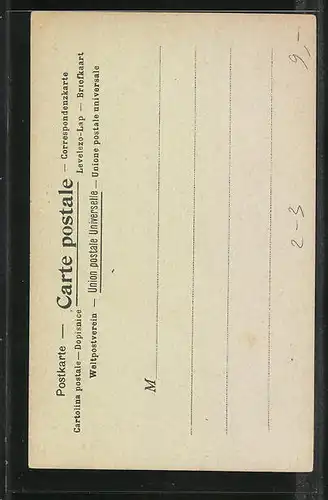 Postkarte — Carte postale — Correspondenzkarte
Cartolina postale — Dopisnice Levelezo-Lap — Briefkaart
Weltpostverein — Union postale Universelle — Unione postale universale
M
2-3
9,-